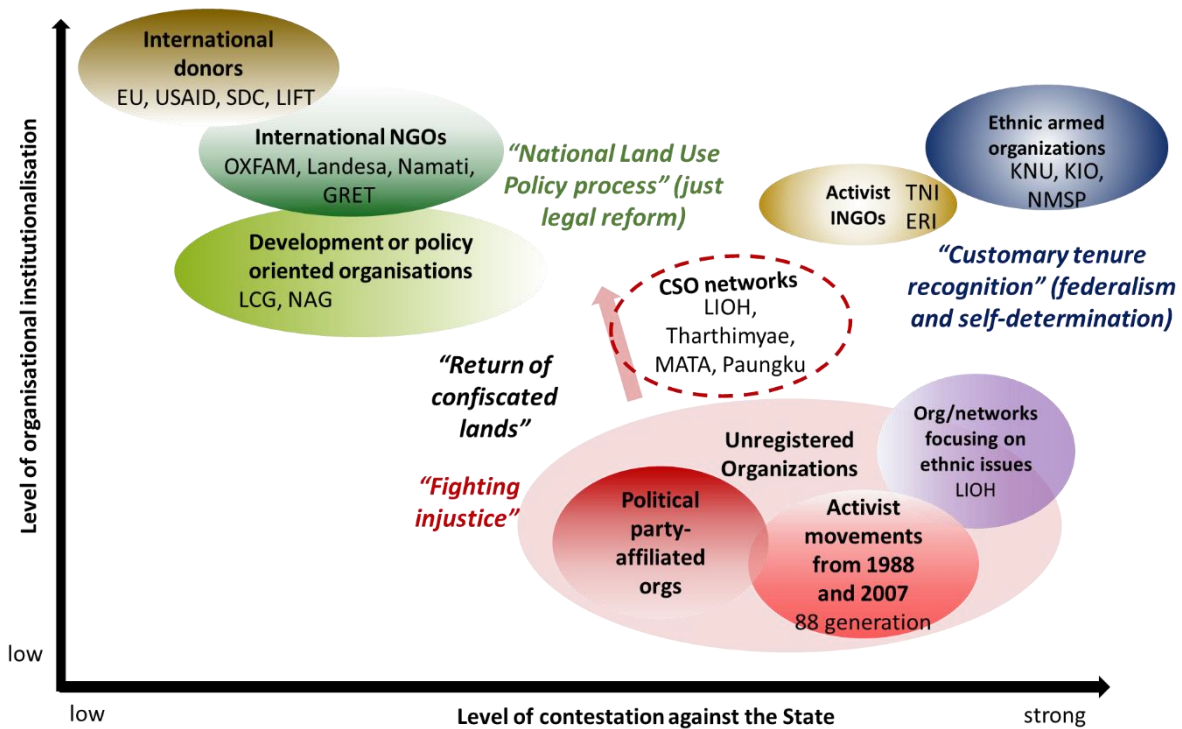 Level of organisational institutionalisation
International
donors
EU, USAID, SDC, LIFT
International NGOs
OXFAM, Landesa, Namati,
GRET
Development or policy
oriented organisations
LCG, NAG
“National Land Use
Policy process” (just
legal reform)
Ethnic armed
organizations
KNU, KIO,
NMSP
Activist
INGOs
TNI
ERI
“Customary tenure
recognition” (federalism
and self-determination)
CSO networks
LIOH,
Tharthimyae,
MATA, Paungku
“Return of
confiscated
lands”
“Fighting
injustice”
Unregistered
Organizations
Org/networks
focusing on
ethnic issues
LIOH
Political
party-
affiliated
orgs
Activist
movements
from 1988
and 2007
88 generation
low
low
Level of contestation against the State
strong